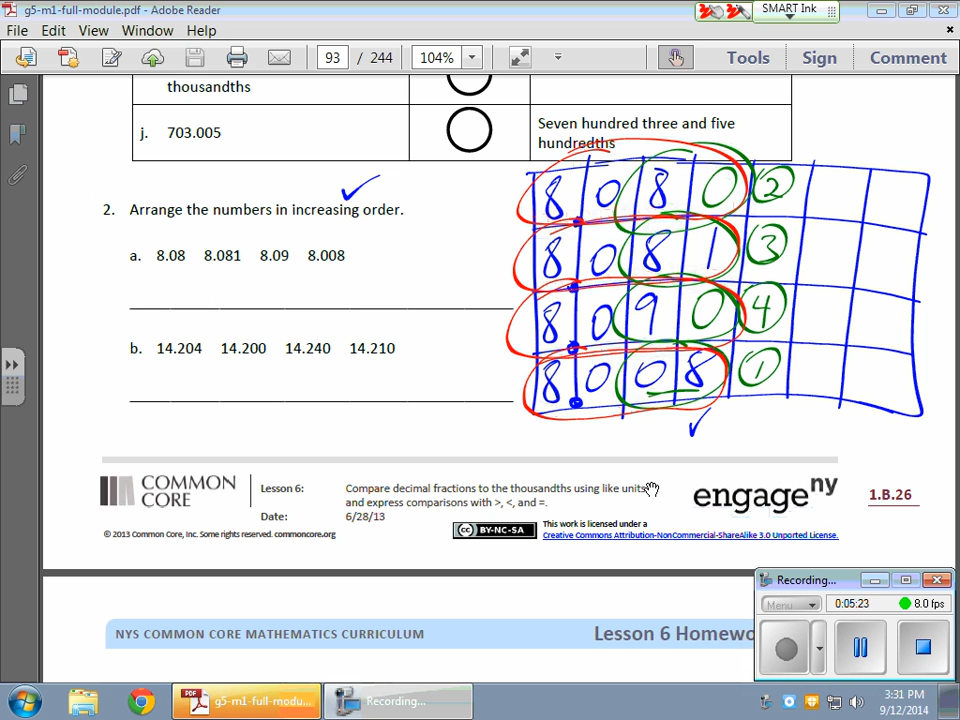 g5-m1-full-module.pdf - Adobe Reader
SMART Ink
File Edit View Window Help
93 / 244 104% Tools Sign Comment
thousandths
j. 703.005 Seven hundred three and five
hundredths
8 0 8 0 2
2. Arrange the numbers in increasing order.
a. 8.08 8.081 8.09 8.008
8 0 8 1 3
8 0 9 0 4
b. 14.204 14.200 14.240 14.210
8 0 0 8 1
COMMON
CORE
Lesson 6: Compare decimal fractions to the thousandths using like units
and express comparisons with >, <, and =.
Date: 6/28/13
engageny
1.B.26
© 2013 Common Core, Inc. Some rights reserved. commoncore.org
cc BY-NC-SA
This work is licensed under a
Creative Commons Attribution-NonCommercial-ShareAlike 3.0 Unported License.
Recording...
Menu 0:05:23 8.0 fps
NYS COMMON CORE MATHEMATICS CURRICULUM Lesson 6 Homewo
PDF g5-m1-full-modu... Recording...
3:31 PM
9/12/2014